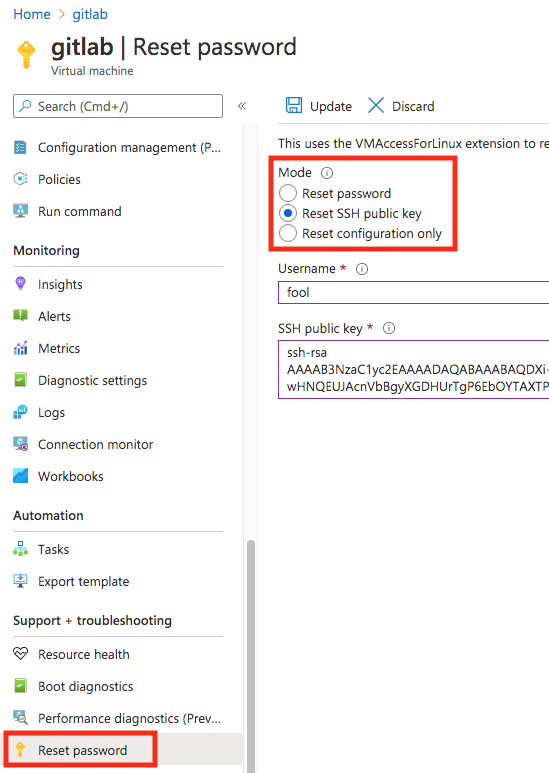 Home > gitlab
gitlab | Reset password
Virtual machine
Search (Cmd+/)
«
Configuration management (P...
Policies
Run command
Monitoring
Insights
Alerts
Metrics
Diagnostic settings
Logs
Connection monitor
Workbooks
Automation
Tasks
Export template
Support + troubleshooting
Resource health
Boot diagnostics
Performance diagnostics (Prev...
Reset password
Update Discard
This uses the VMAccessForLinux extension to re
Mode
Reset password
Reset SSH public key
Reset configuration only
Username *
fool
SSH public key *
ssh-rsa
AAAAB3NzaC1yc2EAAAADAQABAAABAQDXi-
wHNQEUJAcnVbBgyXGDHUrTgP6EbOYTAXTP